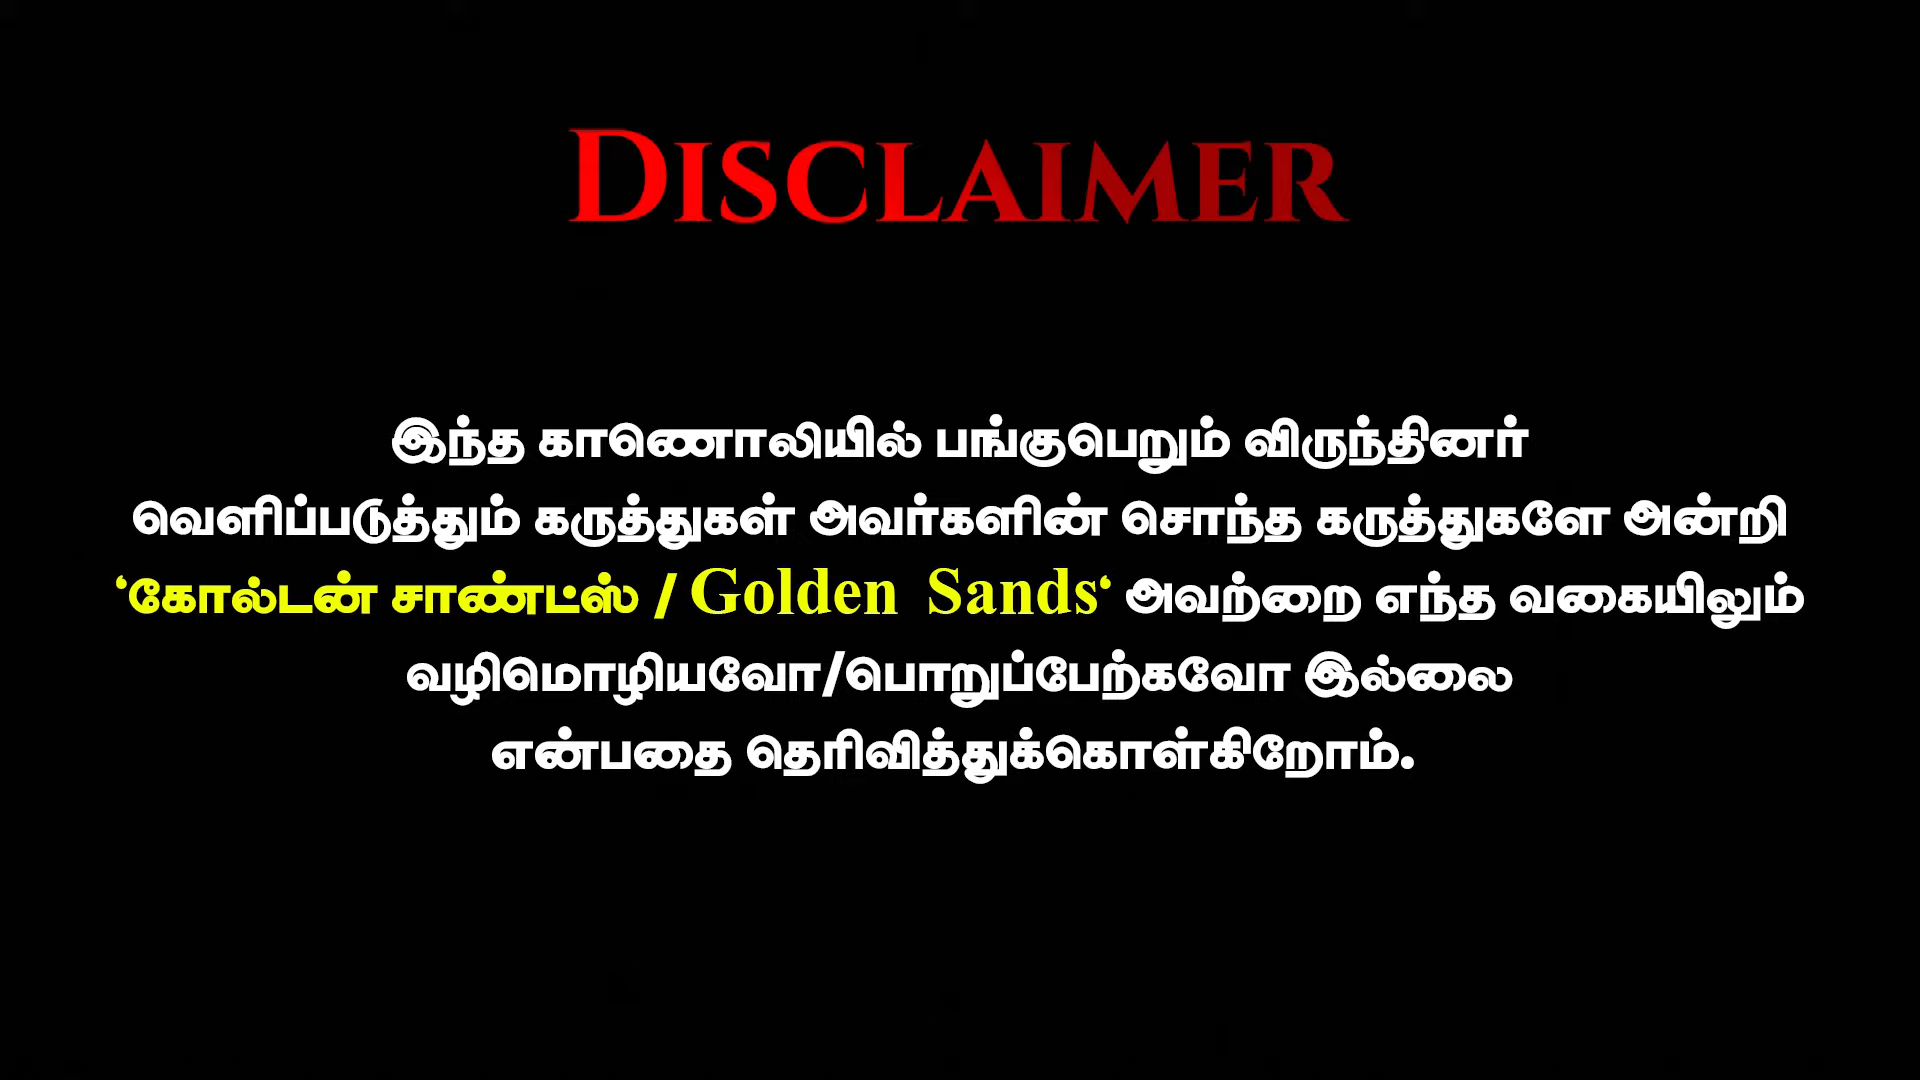 DISCLAIMER
இந்த காணொலியில் பங்குபெறும் விருந்தினர்
வெளிப்படுத்தும் கருத்துகள் அவர்களின் சொந்த கருத்துகளே அன்றி
‘கோல்டன் சாண்ட்ஸ் / Golden Sands‘ அவற்றை எந்த வகையிலும்
வழிமொழியவோ/பொறுப்பேற்கவோ இல்லை
என்பதை தெரிவித்துக்கொள்கிறோம்.